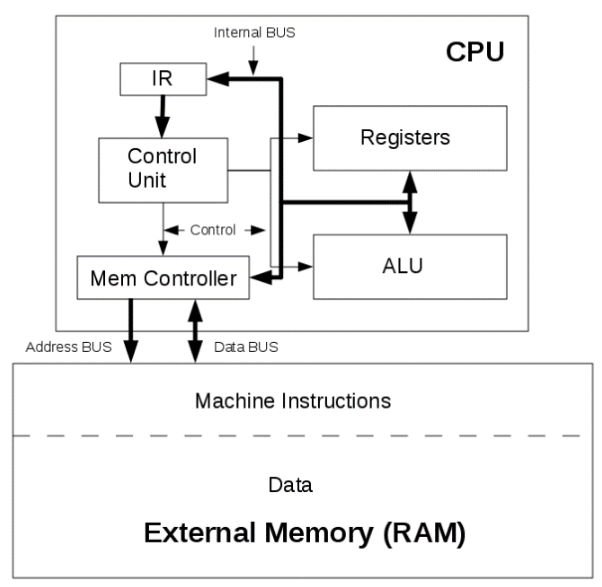 Internal BUS
CPU
IR
Registers
Control
Unit
Control
ALU
Mem Controller
Address BUS
Data BUS
Machine Instructions
Data
External Memory (RAM)